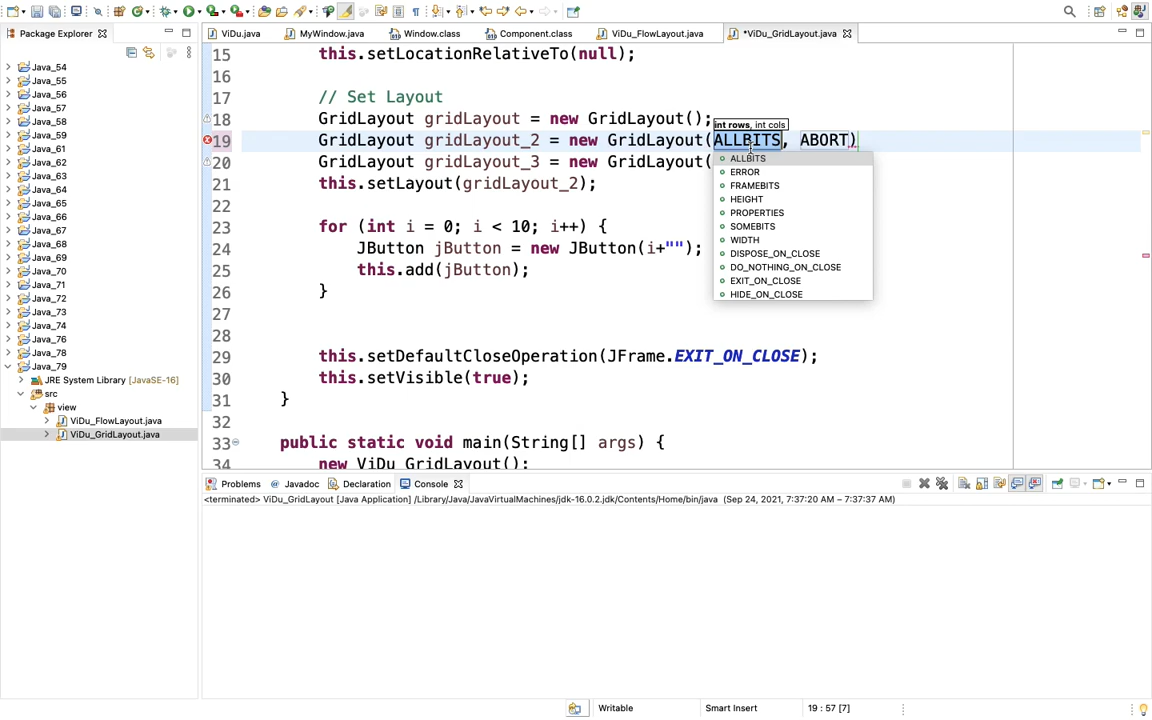 Package Explorer
Java_54
Java_55
Java_56
Java_57
Java_58
Java_59
Java_60
Java_61
Java_62
Java_63
Java_64
Java_65
Java_66
Java_67
Java_68
Java_69
Java_70
Java_71
Java_72
Java_73
Java_74
Java_76
Java_78
Java_79
JRE System Library [JavaSE-16]
src
view
ViDu_FlowLayout.java
ViDu_GridLayout.java
ViDu.java MyWindow.java Window.class Component.class ViDu_FlowLayout.java *ViDu_GridLayout.java
15 this.setLocationRelativeTo(null);
16
17 // Set Layout
18 GridLayout gridLayout = new GridLayout();
19 GridLayout gridLayout_2 = new GridLayout(ALLBITS, ABORT)
20 GridLayout gridLayout_3 = new GridLayout(
21 this.setLayout(gridLayout_2);
22
23 for (int i = 0; i < 10; i++) {
24 JButton jButton = new JButton(i+"");
25 this.add(jButton);
26 }
27
28
29 this.setDefaultCloseOperation(JFrame.EXIT_ON_CLOSE);
30 this.setVisible(true);
31 }
32
33 public static void main(String[] args) {
34 new ViDu_GridLayout();
int rows, int cols
ALLBITS
ERROR
FRAMEBITS
HEIGHT
PROPERTIES
SOMEBITS
WIDTH
DISPOSE_ON_CLOSE
DO_NOTHING_ON_CLOSE
EXIT_ON_CLOSE
HIDE_ON_CLOSE
Problems @ Javadoc Declaration Console
<terminated> ViDu_GridLayout [Java Application] /Library/Java/JavaVirtualMachines/jdk-16.0.2.jdk/Contents/Home/bin/java (Sep 24, 2021, 7:37:20 AM – 7:37:37 AM)
Writable Smart Insert 19 : 57 [7]